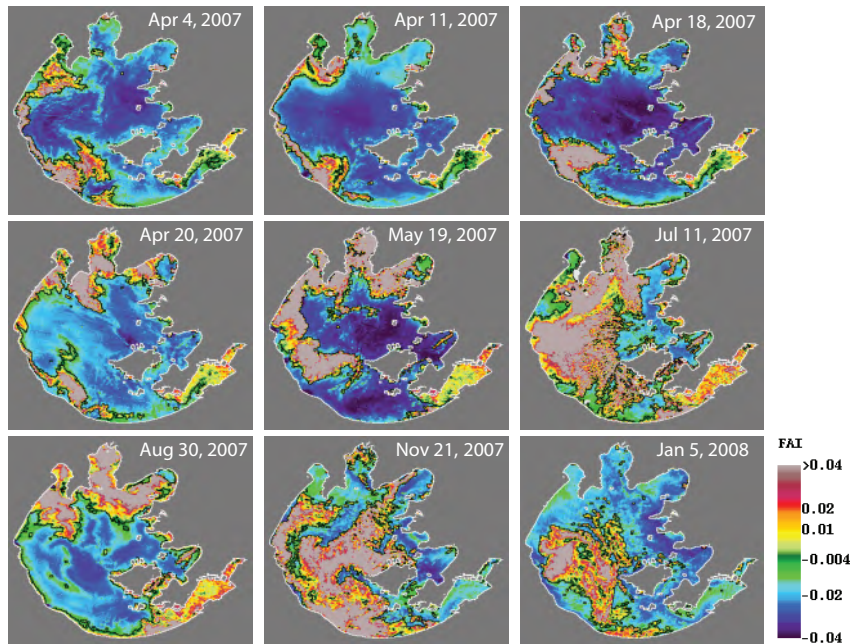 Apr 4, 2007
Apr 11, 2007
Apr 18, 2007
Apr 20, 2007
May 19, 2007
Jul 11, 2007
Aug 30, 2007
Nov 21, 2007
Jan 5, 2008
FAI
>0.04
0.02
0.01
-0.004
-0.02
-0.04